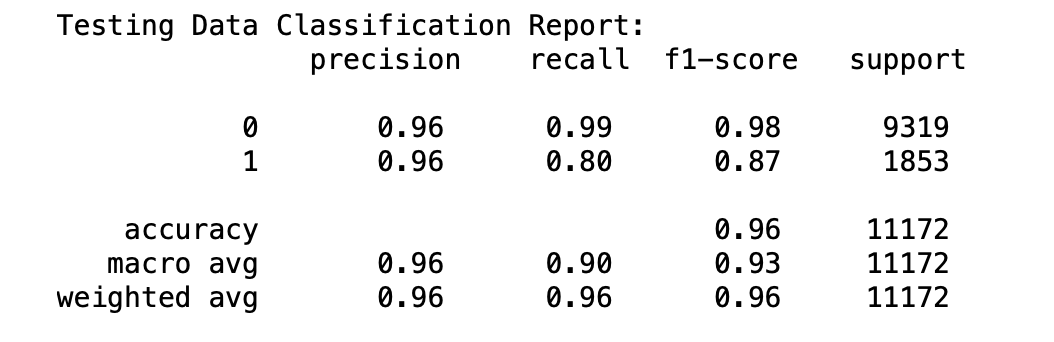 Testing Data Classification Report:
precision recall f1-score support
0 0.96 0.99 0.98 9319
1 0.96 0.80 0.87 1853
accuracy 0.96 11172
macro avg 0.96 0.90 0.93 11172
weighted avg 0.96 0.96 0.96 11172